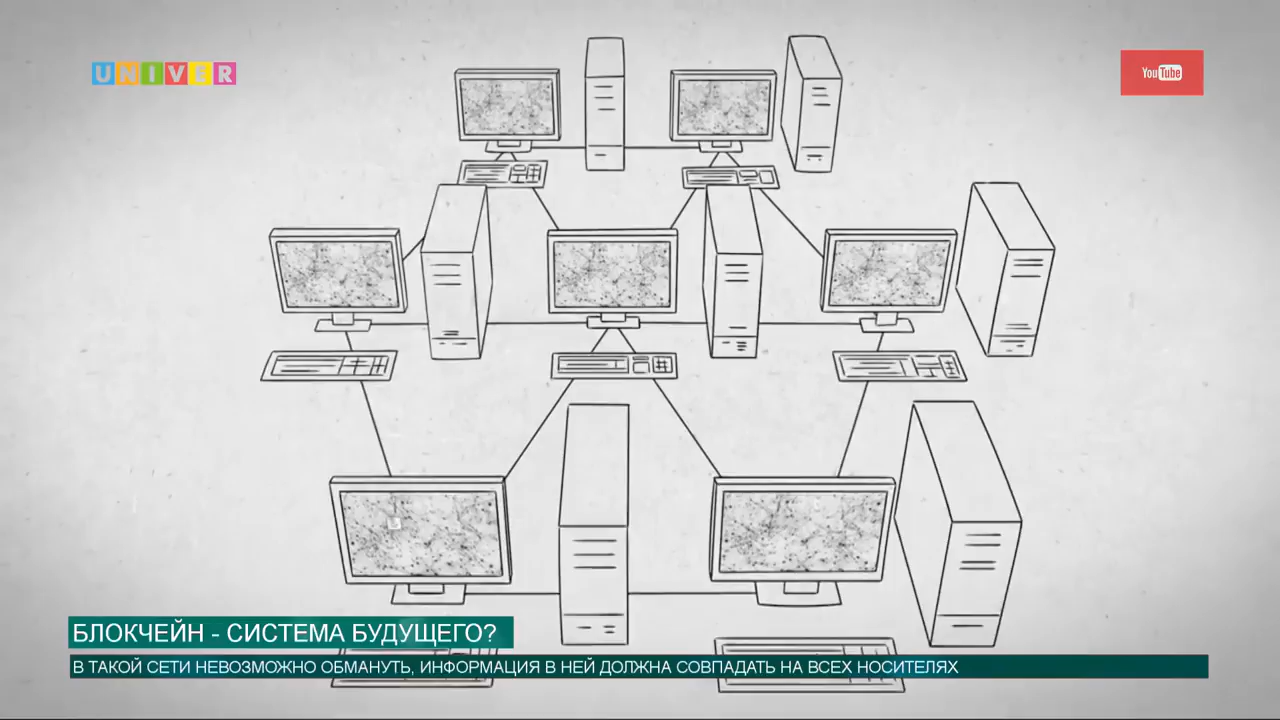 UNIVER
YouTube
БЛОКЧЕЙН - СИСТЕМА БУДУЩЕГО?
В ТАКОЙ СЕТИ НЕВОЗМОЖНО ОБМАНУТЬ, ИНФОРМАЦИЯ В НЕЙ ДОЛЖНА СОВПАДАТЬ НА ВСЕХ НОСИТЕЛЯХ